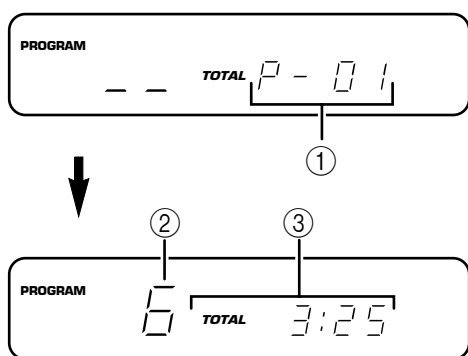 PROGRAM
_ _ TOTAL P - 01
①
② ③
PROGRAM
6 TOTAL 3:25